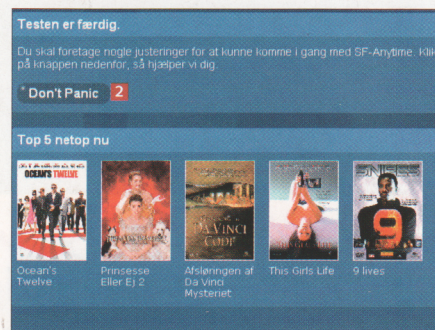 Testen er færdig.
Du skal foretage nogle justeringer for at kunne komme i gang med SF-Anytime. Klik
på knappen nedenfor, så hjælper vi dig.
Don't Panic 2
Top 5 netop nu
OCEAN'S TWELVE
DA VINCI
CODE
9
Ocean's
Twelve
Prinsesse
Eller Ej 2
Afsløringen af
Da Vinci
Mysteriet
This Girls Life
9 lives